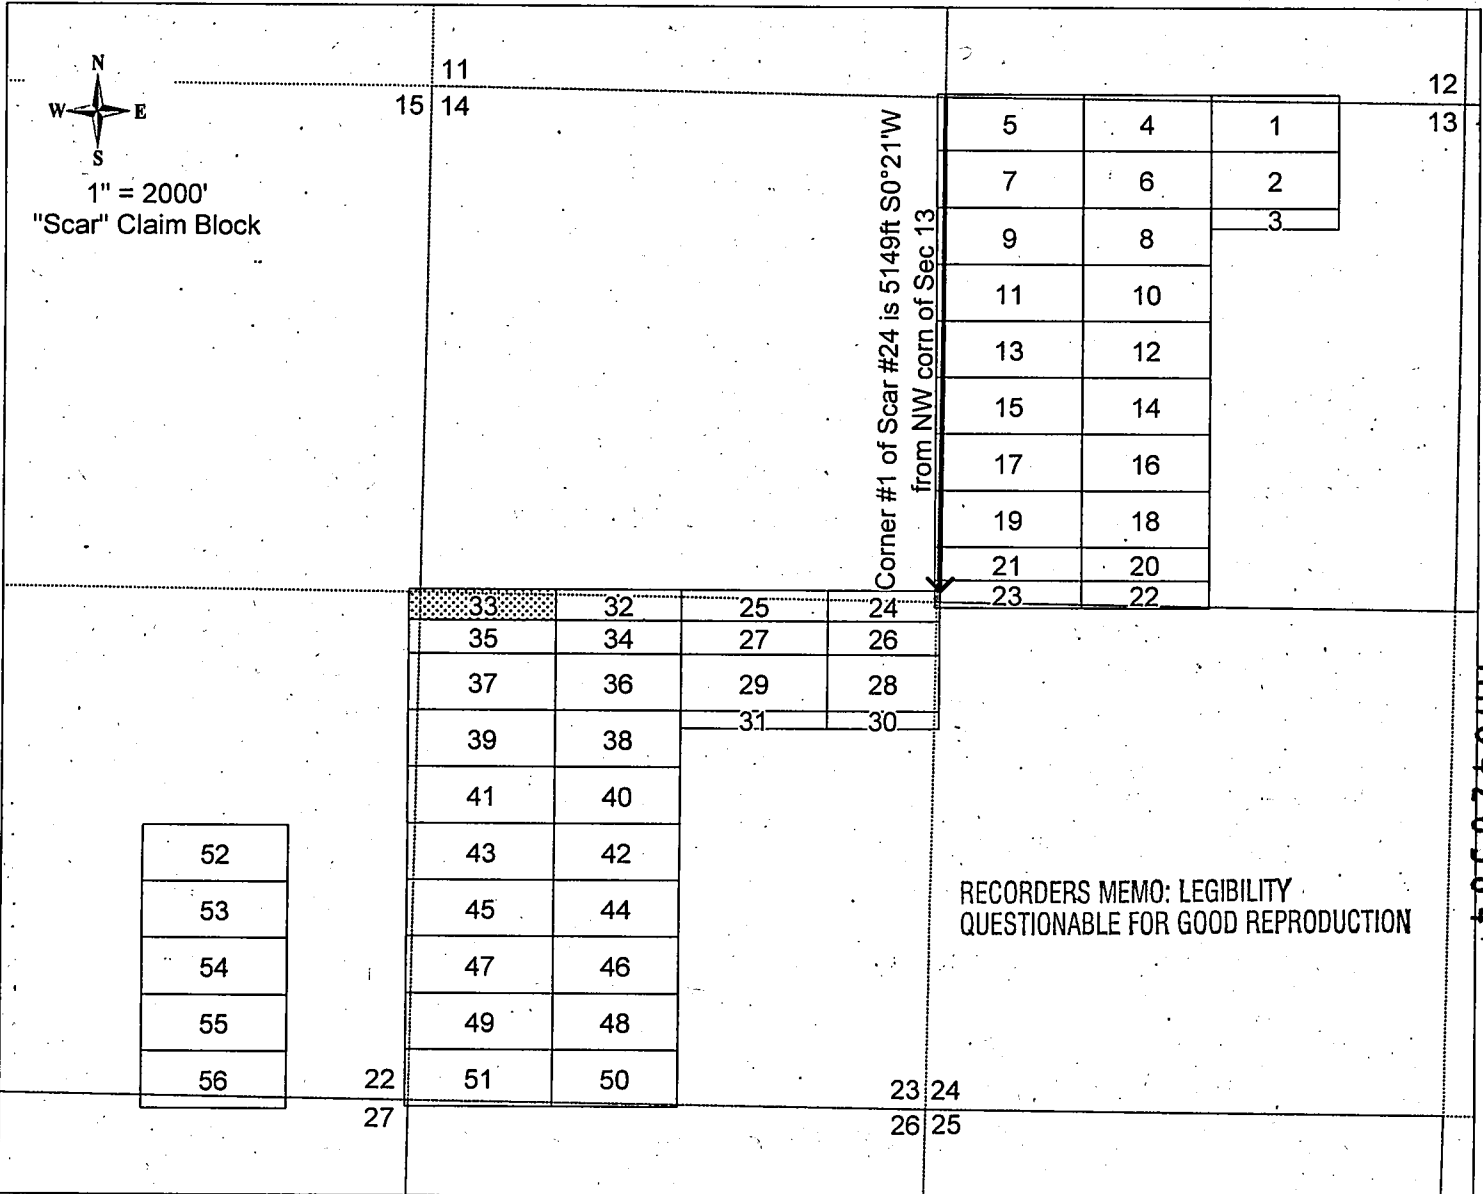 11
12
15 14
13
N
W E
S
1" = 2000'
"Scar" Claim Block
Corner #1 of Scar #24 is 5149ft S0°21'W
from NW corn of Sec 13
5 4 1
7 6 2
3
9 8
11 10
13 12
15 14
17 16
19 18
21 20
23 22
33 32 25 24
35 34 27 26
37 36 29 28
31 30
39 38
41 40
43 42
45 44
47 46
49 48
51 50
52
53
54
55
56
RECORDERS MEMO: LEGIBILITY
QUESTIONABLE FOR GOOD REPRODUCTION
22
27
23 24
26 25